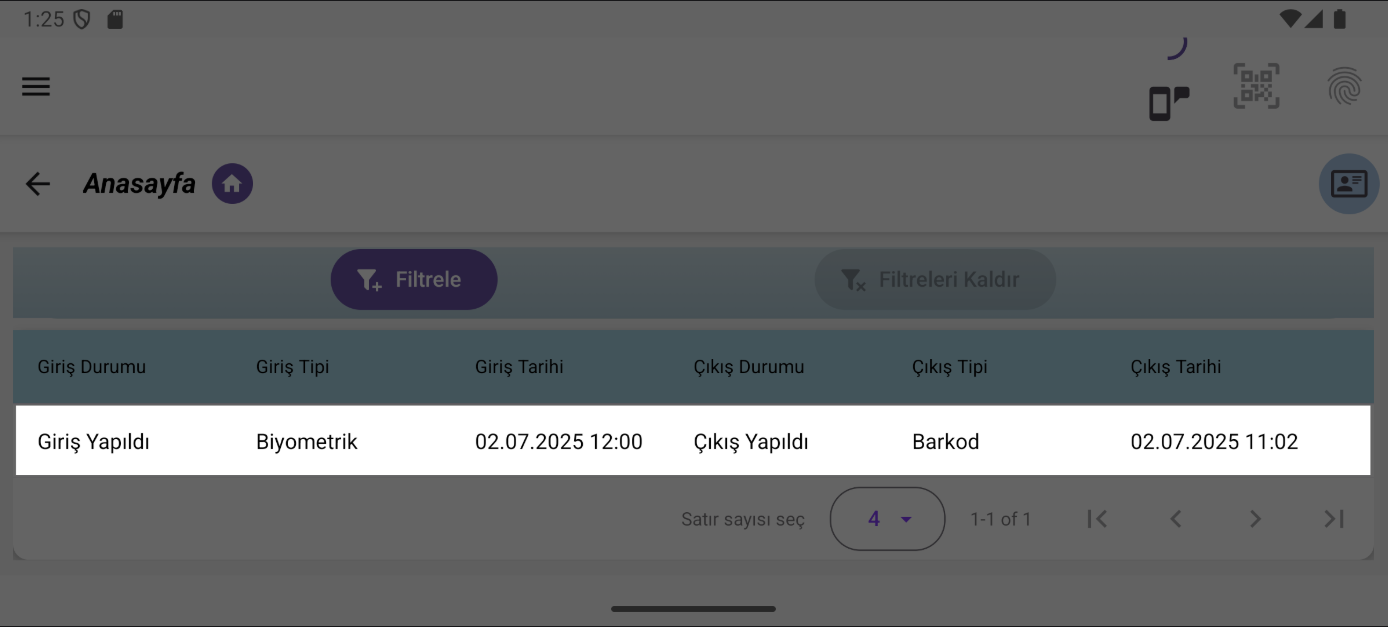 1:25
Anasayfa
Filtrele Filtreleri Kaldır
Giriş Durumu Giriş Tipi Giriş Tarihi Çıkış Durumu Çıkış Tipi Çıkış Tarihi
Giriş Yapıldı Biyometrik 02.07.2025 12:00 Çıkış Yapıldı Barkod 02.07.2025 11:02
Satır sayısı seç 4 1-1 of 1